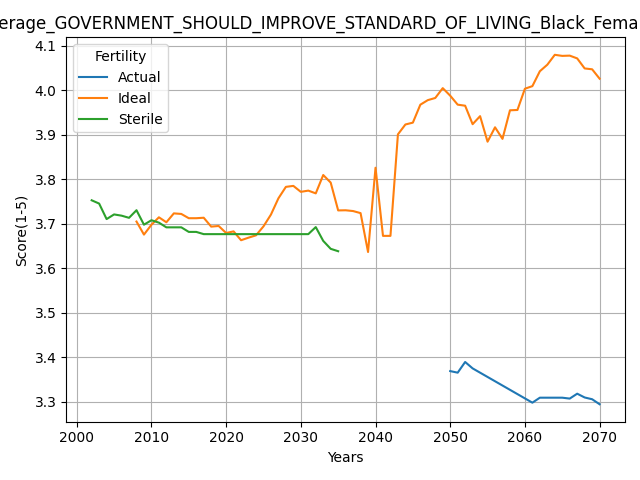 erage_GOVERNMENT_SHOULD_IMPROVE_STANDARD_OF_LIVING_Black_Fema
Fertility
Actual
Ideal
Sterile
Score(1-5)
4.1
4.0
3.9
3.8
3.7
3.6
3.5
3.4
3.3
2000 2010 2020 2030 2040 2050 2060 2070
Years